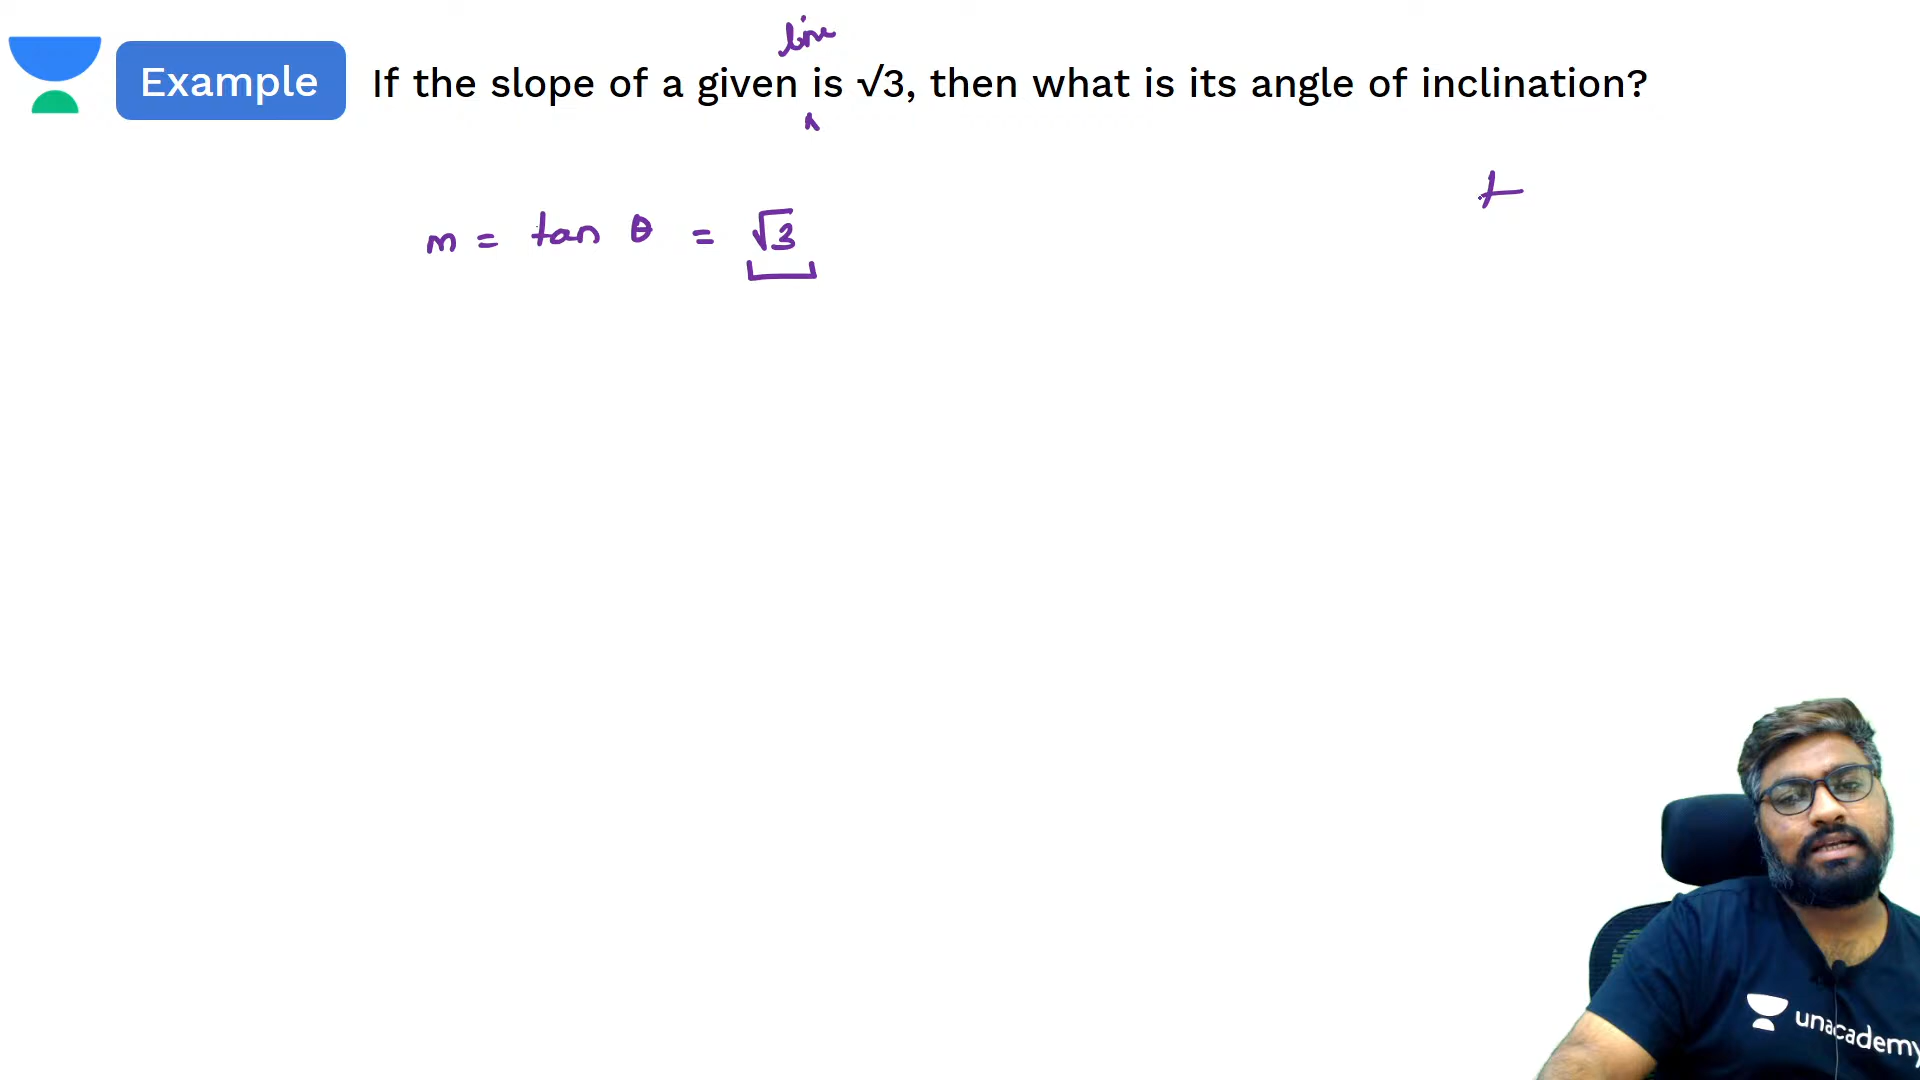 line
Example If the slope of a given is √3, then what is its angle of inclination?
m = tan θ = √3
unacademy